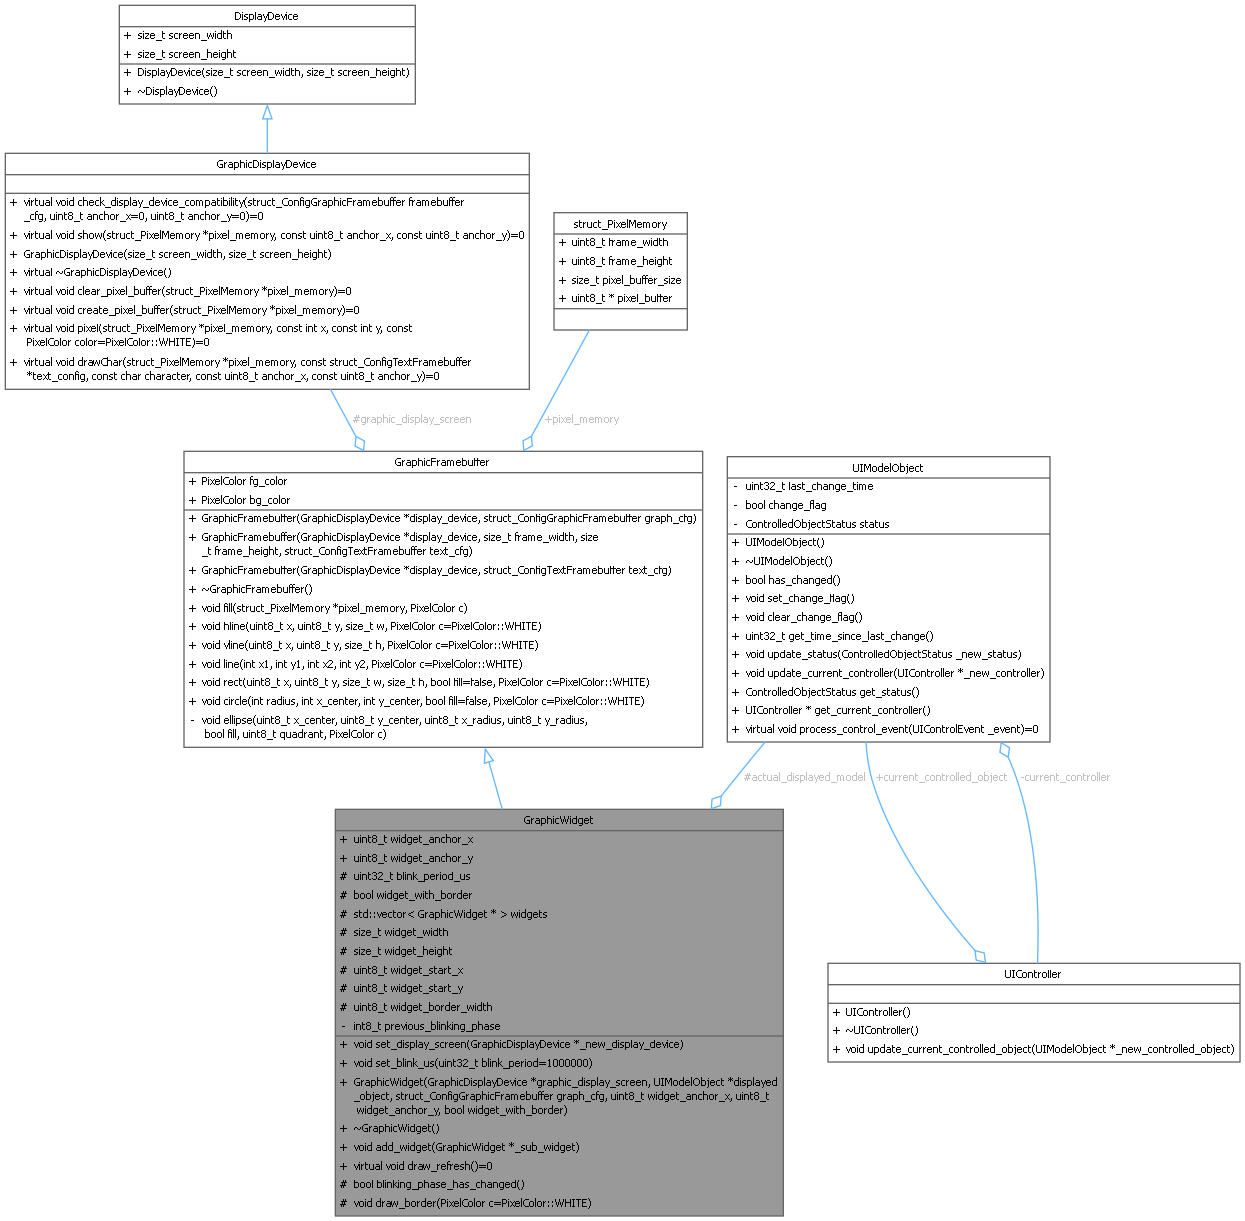 DisplayDevice
+ size_t screen_width
+ size_t screen_height
+ DisplayDevice(size_t screen_width, size_t screen_height)
+ ~DisplayDevice()
GraphicDisplayDevice
+ virtual void check_display_device_compatibility(struct_ConfigGraphicFramebuffer framebuffer
_cfg, uint8_t anchor_x=0, uint8_t anchor_y=0)=0
+ virtual void show(struct_PixelMemory *pixel_memory, const uint8_t anchor_x, const uint8_t anchor_y)=0
+ GraphicDisplayDevice(size_t screen_width, size_t screen_height)
+ virtual ~GraphicDisplayDevice()
+ virtual void clear_pixel_buffer(struct_PixelMemory *pixel_memory)=0
+ virtual void create_pixel_buffer(struct_PixelMemory *pixel_memory)=0
+ virtual void pixel(struct_PixelMemory *pixel_memory, const int x, const int y, const
PixelColor color=PixelColor::WHITE)=0
+ virtual void drawChar(struct_PixelMemory *pixel_memory, const struct_ConfigTextFramebuffer
*text_config, const char character, const uint8_t anchor_x, const uint8_t anchor_y)=0
struct_PixelMemory
+ uint8_t frame_width
+ uint8_t frame_height
+ size_t pixel_buffer_size
+ uint8_t * pixel_buffer
#graphic_display_screen
+pixel_memory
GraphicFramebuffer
+ PixelColor fg_color
+ PixelColor bg_color
+ GraphicFramebuffer(GraphicDisplayDevice *display_device, struct_ConfigGraphicFramebuffer graph_cfg)
+ GraphicFramebuffer(GraphicDisplayDevice *display_device, size_t frame_width, size
_t frame_height, struct_ConfigTextFramebuffer text_cfg)
+ GraphicFramebuffer(GraphicDisplayDevice *display_device, struct_ConfigTextFramebuffer text_cfg)
+ ~GraphicFramebuffer()
+ void fill(struct_PixelMemory *pixel_memory, PixelColor c)
+ void hline(uint8_t x, uint8_t y, size_t w, PixelColor c=PixelColor::WHITE)
+ void vline(uint8_t x, uint8_t y, size_t h, PixelColor c=PixelColor::WHITE)
+ void line(int x1, int y1, int x2, int y2, PixelColor c=PixelColor::WHITE)
+ void rect(uint8_t x, uint8_t y, size_t w, size_t h, bool fill=false, PixelColor c=PixelColor::WHITE)
+ void circle(int radius, int x_center, int y_center, bool fill=false, PixelColor c=PixelColor::WHITE)
- void ellipse(uint8_t x_center, uint8_t y_center, uint8_t x_radius, uint8_t y_radius,
bool fill, uint8_t quadrant, PixelColor c)
UIModelObject
- uint32_t last_change_time
- bool change_flag
- ControlledObjectStatus status
+ UIModelObject()
+ ~UIModelObject()
+ bool has_changed()
+ void set_change_flag()
+ void clear_change_flag()
+ uint32_t get_time_since_last_change()
+ void update_status(ControlledObjectStatus _new_status)
+ void update_current_controller(UIController *_new_controller)
+ ControlledObjectStatus get_status()
+ UIController * get_current_controller()
+ virtual void process_control_event(UIControlEvent _event)=0
#actual_displayed_model
+current_controlled_object
-current_controller
GraphicWidget
+ uint8_t widget_anchor_x
+ uint8_t widget_anchor_y
# uint32_t blink_period_us
# bool widget_with_border
# std::vector< GraphicWidget * > widgets
# size_t widget_width
# size_t widget_height
# uint8_t widget_start_x
# uint8_t widget_start_y
# uint8_t widget_border_width
- int8_t previous_blinking_phase
+ void set_display_screen(GraphicDisplayDevice *_new_display_device)
+ void set_blink_us(uint32_t blink_period=1000000)
+ GraphicWidget(GraphicDisplayDevice *graphic_display_screen, UIModelObject *displayed
_object, struct_ConfigGraphicFramebuffer graph_cfg, uint8_t widget_anchor_x, uint8_t
widget_anchor_y, bool widget_with_border)
+ ~GraphicWidget()
+ void add_widget(GraphicWidget *_sub_widget)
+ virtual void draw_refresh()=0
# bool blinking_phase_has_changed()
# void draw_border(PixelColor c=PixelColor::WHITE)
UIController
+ UIController()
+ ~UIController()
+ void update_current_controlled_object(UIModelObject *_new_controlled_object)